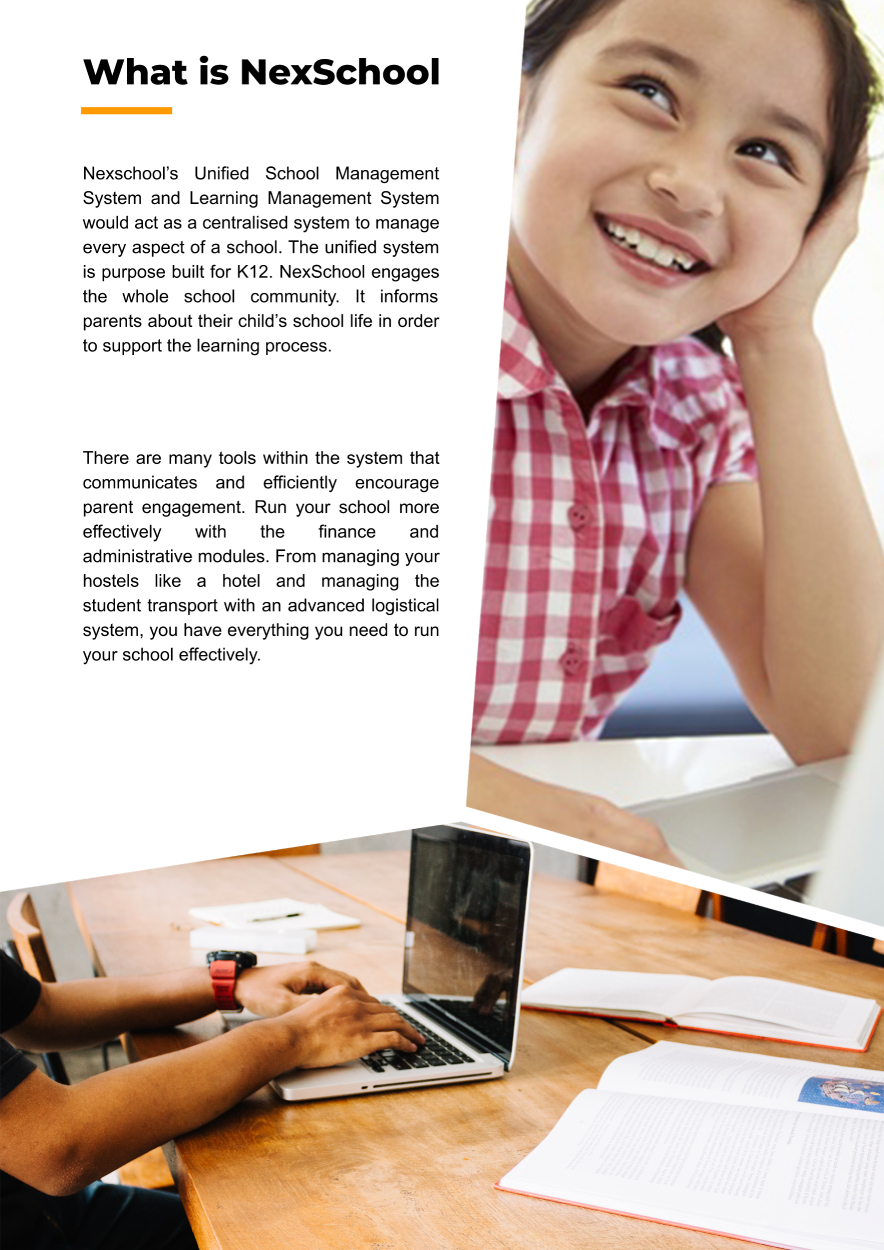 What is NexSchool
Nexschool’s Unified School Management
System and Learning Management System
would act as a centralised system to manage
every aspect of a school. The unified system
is purpose built for K12. NexSchool engages
the whole school community. It informs
parents about their child’s school life in order
to support the learning process.
There are many tools within the system that
communicates and efficiently encourage
parent engagement. Run your school more
effectively with the finance and
administrative modules. From managing your
hostels like a hotel and managing the
student transport with an advanced logistical
system, you have everything you need to run
your school effectively.